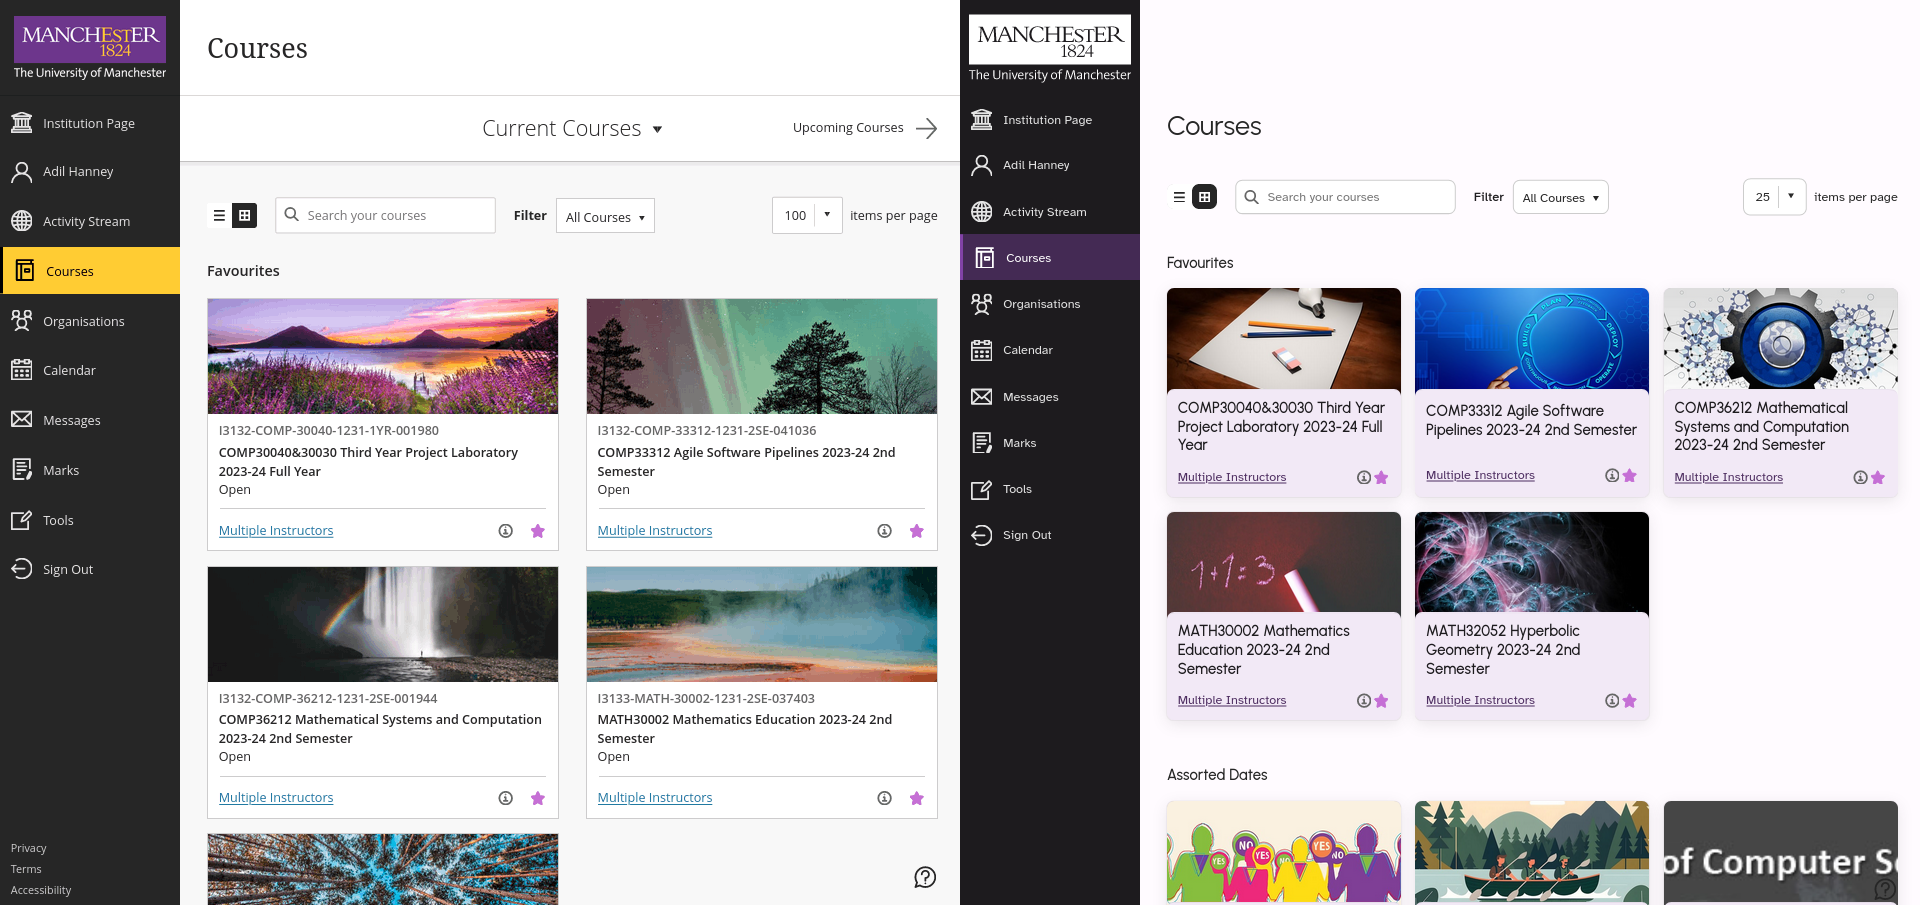 MANCHESTER
1824
The University of Manchester
Institution Page
Adil Hanney
Activity Stream
Courses
Organisations
Calendar
Messages
Marks
Tools
Sign Out
Privacy
Terms
Accessibility
Courses
Current Courses
Upcoming Courses
Search your courses
Filter
All Courses
100
items per page
Favourites
I3132-COMP-30040-1231-1YR-001980
COMP30040&30030 Third Year Project Laboratory
2023-24 Full Year
Open
Multiple Instructors
I3132-COMP-33312-1231-2SE-041036
COMP33312 Agile Software Pipelines 2023-24 2nd
Semester
Open
Multiple Instructors
I3132-COMP-36212-1231-2SE-001944
COMP36212 Mathematical Systems and Computation
2023-24 2nd Semester
Open
Multiple Instructors
I3133-MATH-30002-1231-2SE-037403
MATH30002 Mathematics Education 2023-24 2nd
Semester
Open
Multiple Instructors
MANCHESTER
1824
The University of Manchester
Institution Page
Adil Hanney
Activity Stream
Courses
Organisations
Calendar
Messages
Marks
Tools
Sign Out
Courses
Search your courses
Filter
All Courses
25
items per page
Favourites
COMP30040&30030 Third Year
Project Laboratory 2023-24 Full
Year
Multiple Instructors
PLAN
BUILD
DEPLOY
OPERATE
COMP33312 Agile Software
Pipelines 2023-24 2nd Semester
Multiple Instructors
COMP36212 Mathematical
Systems and Computation
2023-24 2nd Semester
Multiple Instructors
1+1=3
MATH30002 Mathematics
Education 2023-24 2nd
Semester
Multiple Instructors
MATH32052 Hyperbolic
Geometry 2023-24 2nd
Semester
Multiple Instructors
Assorted Dates
YES
NO
YES
YES
NO
of Computer Sc